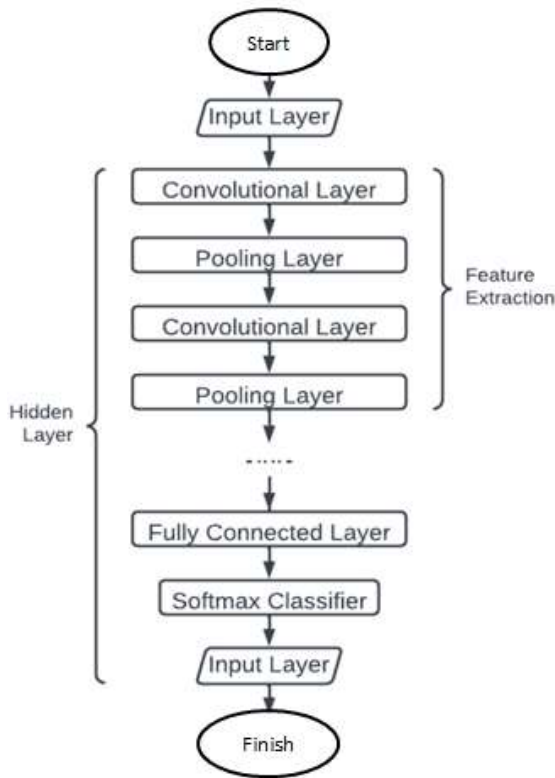 Start
Input Layer
Convolutional Layer
Pooling Layer
Feature
Extraction
Convolutional Layer
Pooling Layer
Hidden
Layer
Fully Connected Layer
Softmax Classifier
Input Layer
Finish